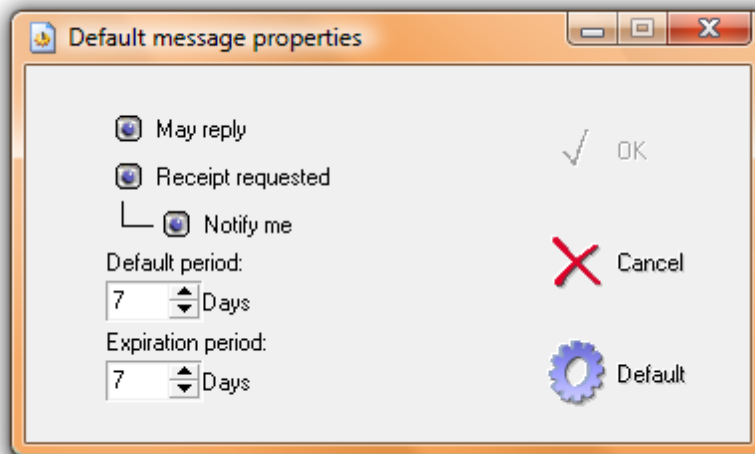 Default message properties
May reply
Receipt requested
Notify me
Default period:
7 Days
Expiration period:
7 Days
OK
Cancel
Default